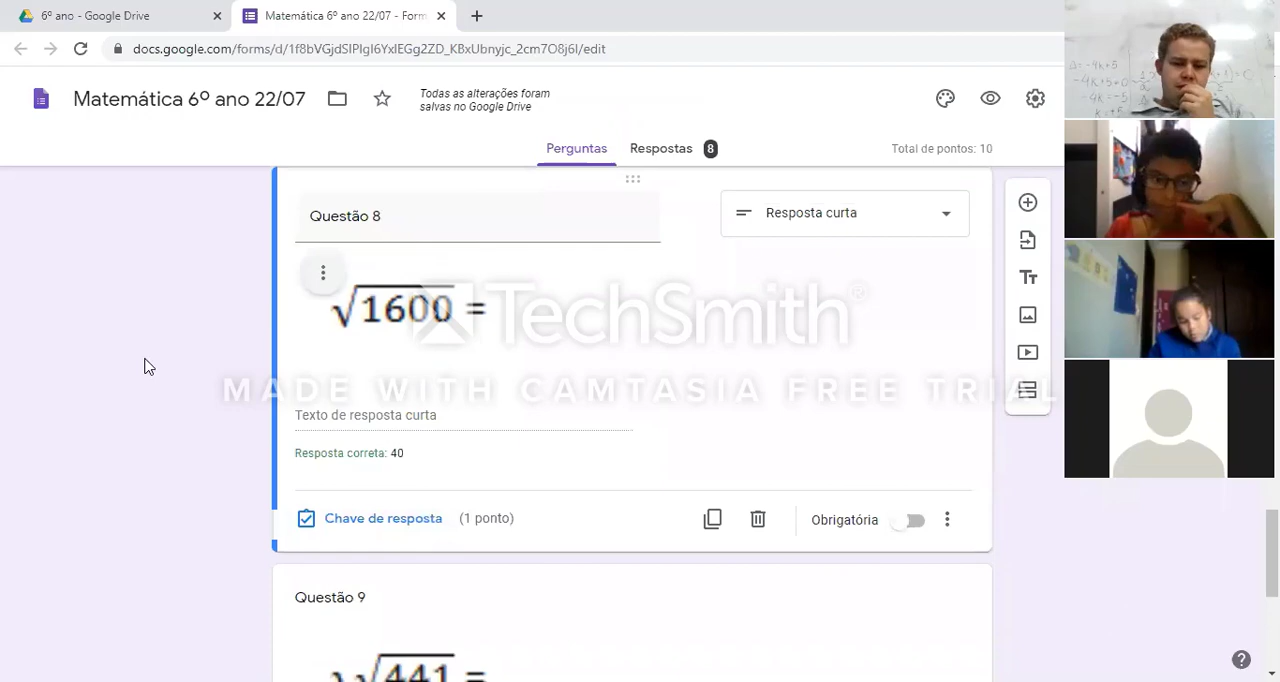 6º ano - Google Drive
Matemática 6º ano 22/07 - Form
docs.google.com/forms/d/1f8bVGjdSlPlgI6YxlEGg2ZD_KBxUbnyjc_2cm7O8j6I/edit
Matemática 6º ano 22/07
Todas as alterações foram
salvas no Google Drive
Perguntas
Respostas 8
Total de pontos: 10
Questão 8
Resposta curta
√1600 =
TechSmith®
MADE WITH CAMTASIA FREE TRIAL
Texto de resposta curta
Resposta correta: 40
Chave de resposta (1 ponto)
Obrigatória
Questão 9
√441 =